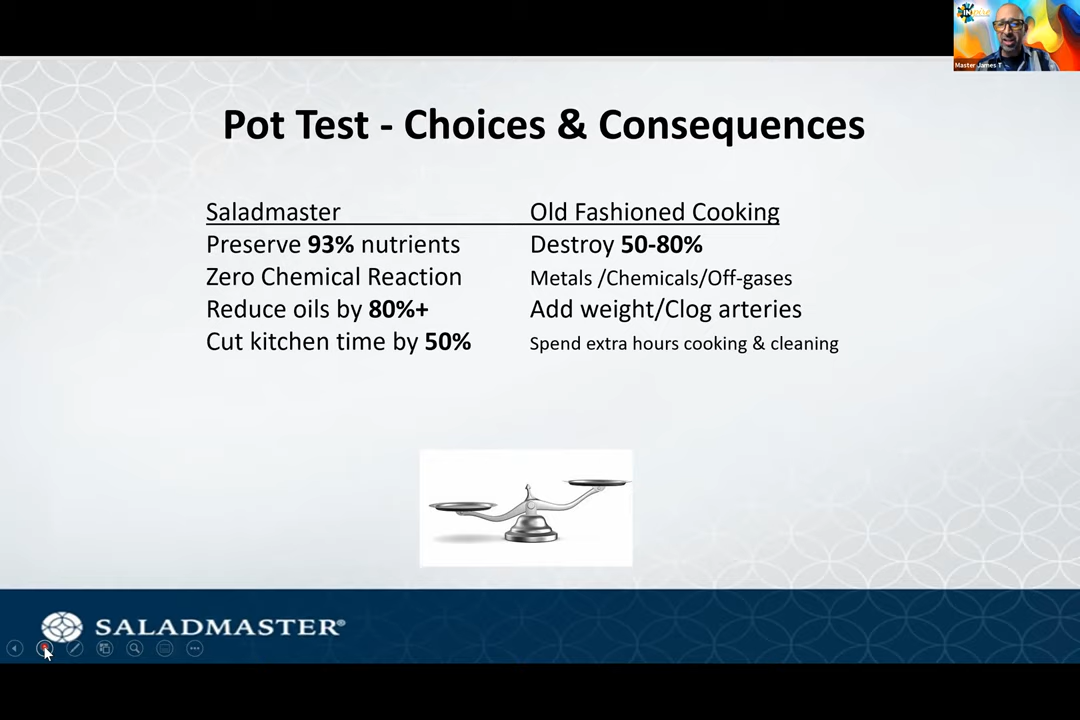 Master James T
Pot Test - Choices & Consequences
Saladmaster Old Fashioned Cooking
Preserve 93% nutrients Destroy 50-80%
Zero Chemical Reaction Metals /Chemicals/Off-gases
Reduce oils by 80%+ Add weight/Clog arteries
Cut kitchen time by 50% Spend extra hours cooking & cleaning
SALADMASTER®